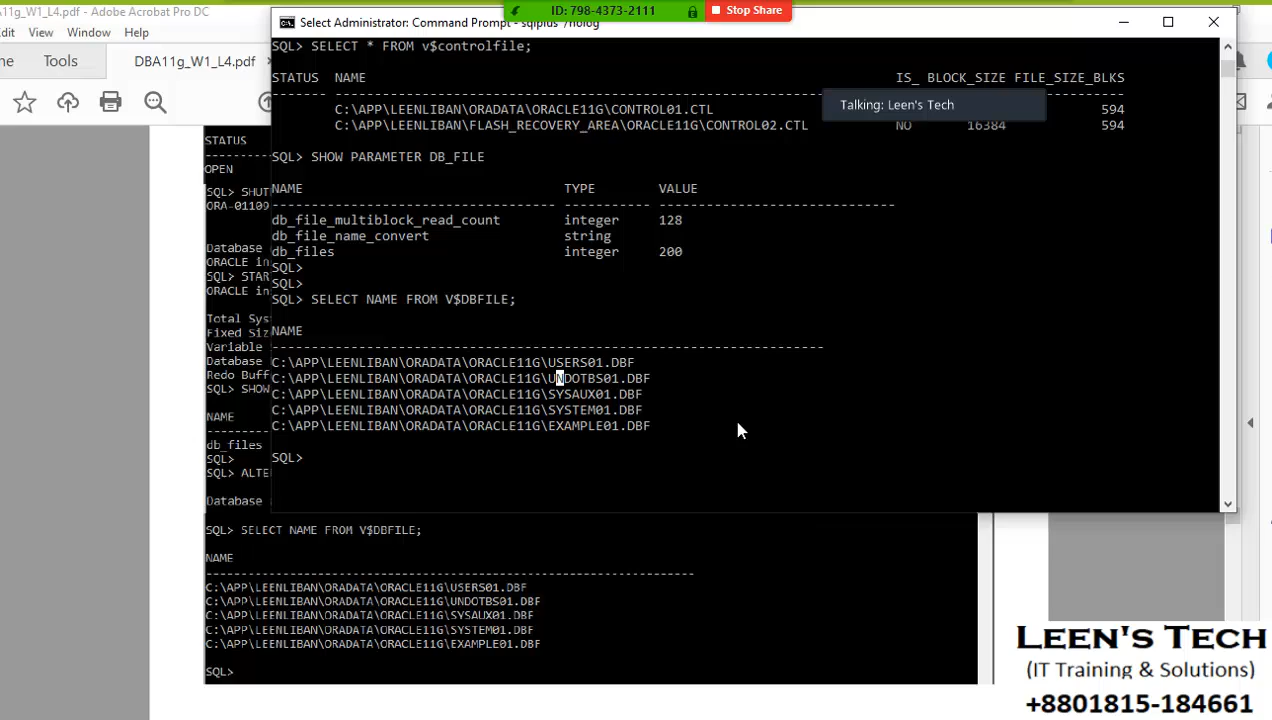 A11g_W1_L4.pdf - Adobe Acrobat Pro DC
dit View Window Help
me Tools DBA11g_W1_L4.pdf
ID: 798-4373-2111 Stop Share
Select Administrator: Command Prompt - sqlplus /nolog
SQL> SELECT * FROM v$controlfile;
STATUS NAME IS_ BLOCK_SIZE FILE_SIZE_BLKS
Talking: Leen's Tech
C:\APP\LEENLIBAN\ORADATA\ORACLE11G\CONTROL01.CTL 594
C:\APP\LEENLIBAN\FLASH_RECOVERY_AREA\ORACLE11G\CONTROL02.CTL NO 16384 594
SQL> SHOW PARAMETER DB_FILE
NAME TYPE VALUE
db_file_multiblock_read_count integer 128
db_file_name_convert string
db_files integer 200
SQL>
SQL>
SQL> SELECT NAME FROM V$DBFILE;
NAME
C:\APP\LEENLIBAN\ORADATA\ORACLE11G\USERS01.DBF
C:\APP\LEENLIBAN\ORADATA\ORACLE11G\UNDOTBS01.DBF
C:\APP\LEENLIBAN\ORADATA\ORACLE11G\SYSAUX01.DBF
C:\APP\LEENLIBAN\ORADATA\ORACLE11G\SYSTEM01.DBF
C:\APP\LEENLIBAN\ORADATA\ORACLE11G\EXAMPLE01.DBF
SQL>
STATUS
OPEN
SQL> SHUT
ORA-01109
Database
ORACLE in
SQL> STAR
ORACLE in
Total Sys
Fixed Siz
Variable
Database
Redo Buff
SQL> SHOW
NAME
db_files
SQL>
SQL> ALTE
Database
SQL> SELECT NAME FROM V$DBFILE;
NAME
C:\APP\LEENLIBAN\ORADATA\ORACLE11G\USERS01.DBF
C:\APP\LEENLIBAN\ORADATA\ORACLE11G\UNDOTBS01.DBF
C:\APP\LEENLIBAN\ORADATA\ORACLE11G\SYSAUX01.DBF
C:\APP\LEENLIBAN\ORADATA\ORACLE11G\SYSTEM01.DBF
C:\APP\LEENLIBAN\ORADATA\ORACLE11G\EXAMPLE01.DBF
SQL>
LEEN'S TECH
(IT Training & Solutions)
+8801815-184661